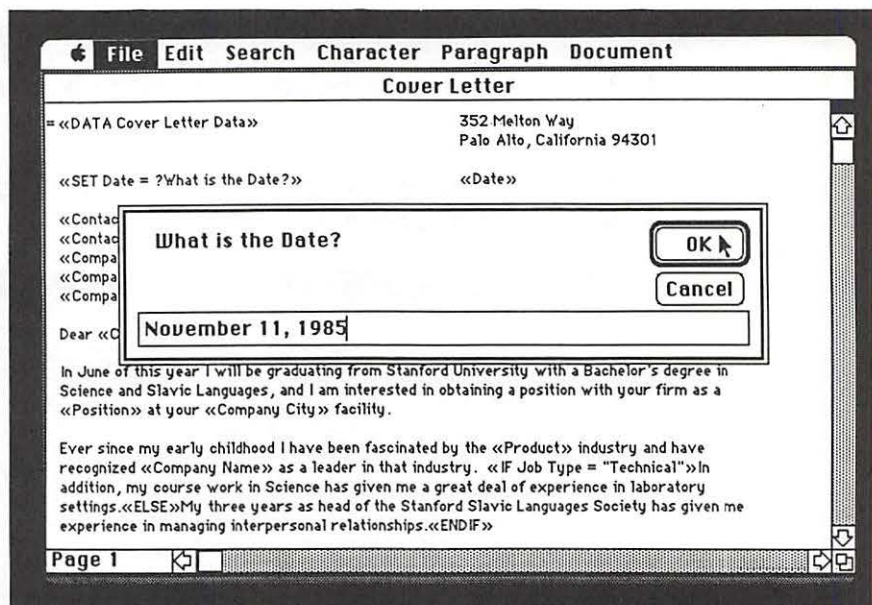 File Edit Search Character Paragraph Document
Cover Letter
=«DATA Cover Letter Data»
352 Melton Way
Palo Alto, California 94301
«SET Date = ?What is the Date?»
«Date»
«Contac
«Contac
«Compa
«Compa
«Compa
What is the Date?
OK
Cancel
November 11, 1985
Dear «C
In June of this year I will be graduating from Stanford University with a Bachelor's degree in
Science and Slavic Languages, and I am interested in obtaining a position with your firm as a
«Position» at your «Company City» facility.
Ever since my early childhood I have been fascinated by the «Product» industry and have
recognized «Company Name» as a leader in that industry. «IF Job Type = "Technical"»In
addition, my course work in Science has given me a great deal of experience in laboratory
settings.«ELSE»My three years as head of the Stanford Slavic Languages Society has given me
experience in managing interpersonal relationships.«ENDIF»
Page 1